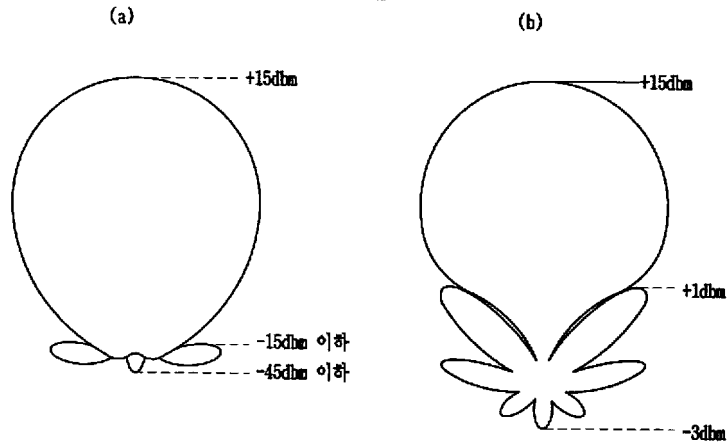 (a)
(b)
+15dbm
+15dbm
+1dbm
-15dbm 이하
-45dbm 이하
-3dbm